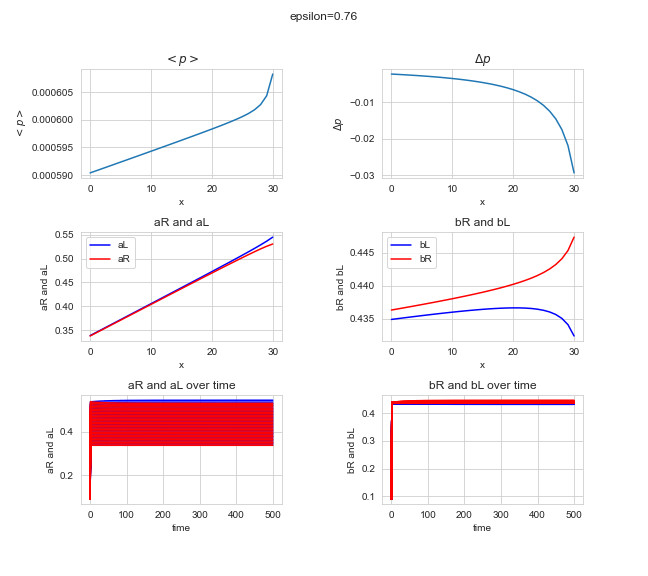 epsilon=0.76
< p >
< p >
0.000605
0.000600
0.000595
0.000590
0 10 20 30
x
Δp
Δp
−0.01
−0.02
−0.03
0 10 20 30
x
aR and aL
aR and aL
0.55
0.50
0.45
0.40
0.35
aL
aR
0 10 20 30
x
bR and bL
bR and bL
0.445
0.440
0.435
bL
bR
0 10 20 30
x
aR and aL over time
aR and aL
0.4
0.2
0 100 200 300 400 500
time
bR and bL over time
bR and bL
0.4
0.3
0.2
0.1
0 100 200 300 400 500
time